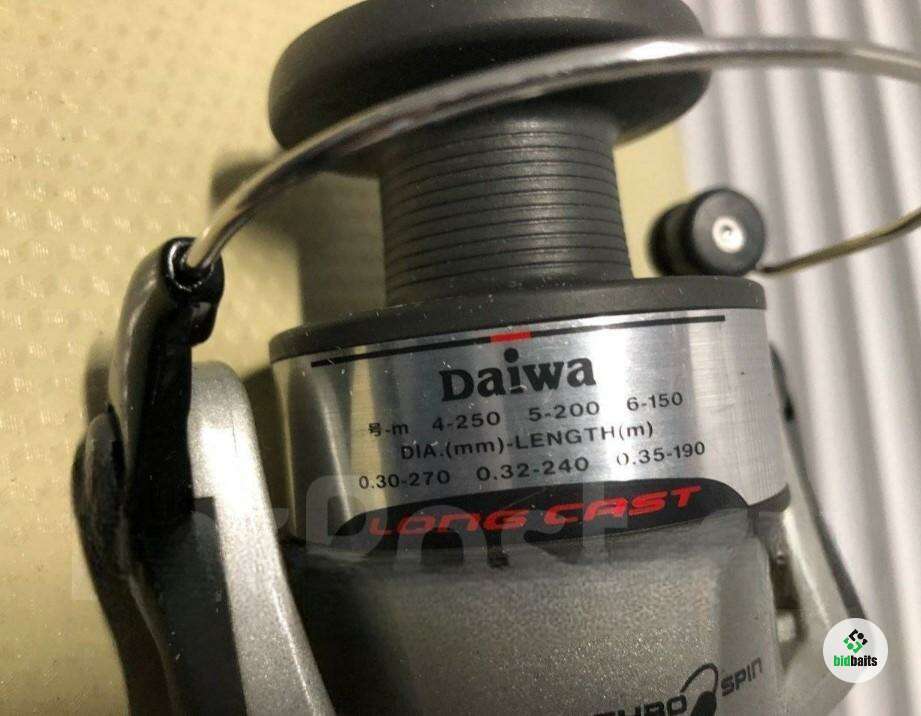 Daiwa
号-m 4-250 5-200 6-150
DIA.(mm)-LENGTH(m)
0.30-270 0.32-240 0.35-190
LONG CAST
SPIN
bidbaits